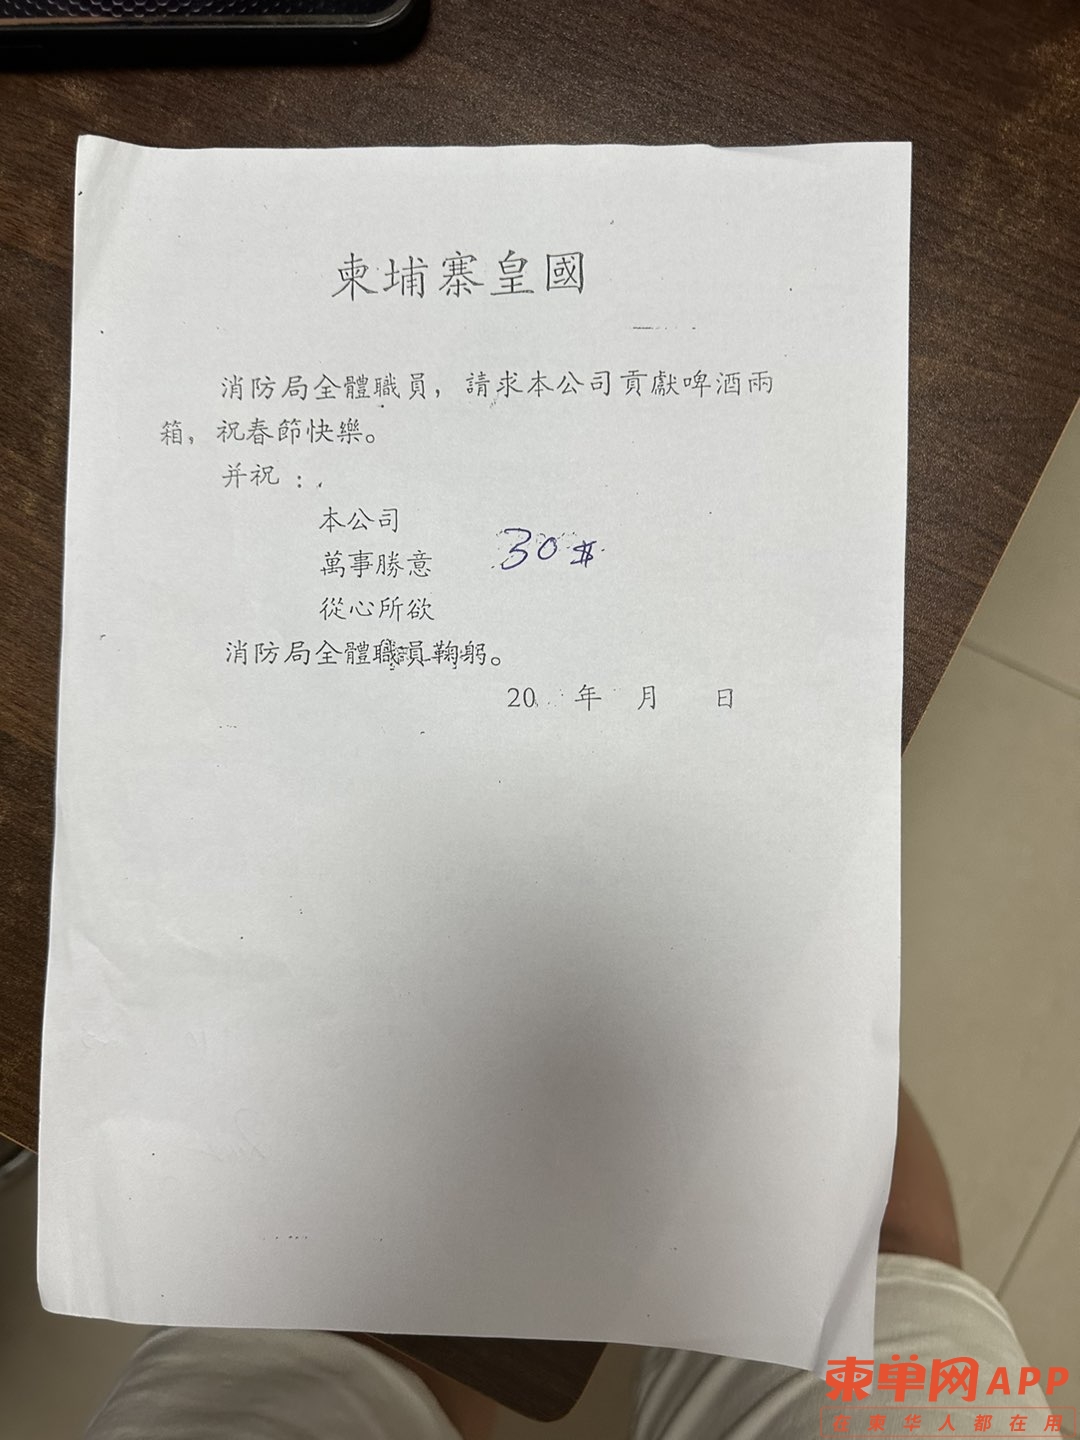 柬埔寨皇國
消防局全體職員，請求本公司貢獻啤酒雨
箱，祝春節快樂。
并祝：
本公司
萬事勝意
30$
從心所欲
消防局全體職員鞠躬。
20 年 月 日
柬单网APP
在柬华人都在用